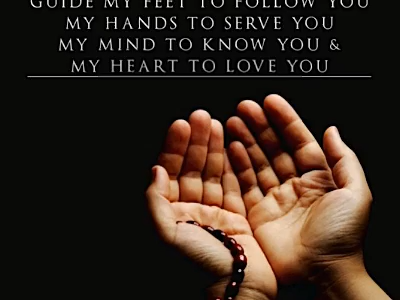 GUIDE MY FEET TO FOLLOW YOU
MY HANDS TO SERVE YOU
MY MIND TO KNOW YOU &
MY HEART TO LOVE YOU